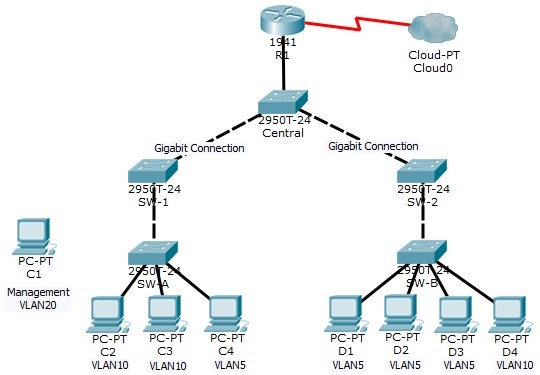 1941
R1
Cloud-PT
Cloud0
2950T-24
Central
Gigabit Connection
Gigabit Connection
2950T-24
SW-1
2950T-24
SW-2
PC-PT
C1
Management
VLAN20
2950T-24
SW-A
2950T-24
SW-B
PC-PT
C2
VLAN10
PC-PT
C3
VLAN10
PC-PT
C4
VLAN5
PC-PT
D1
VLAN5
PC-PT
D2
VLAN5
PC-PT
D3
VLAN5
PC-PT
D4
VLAN10